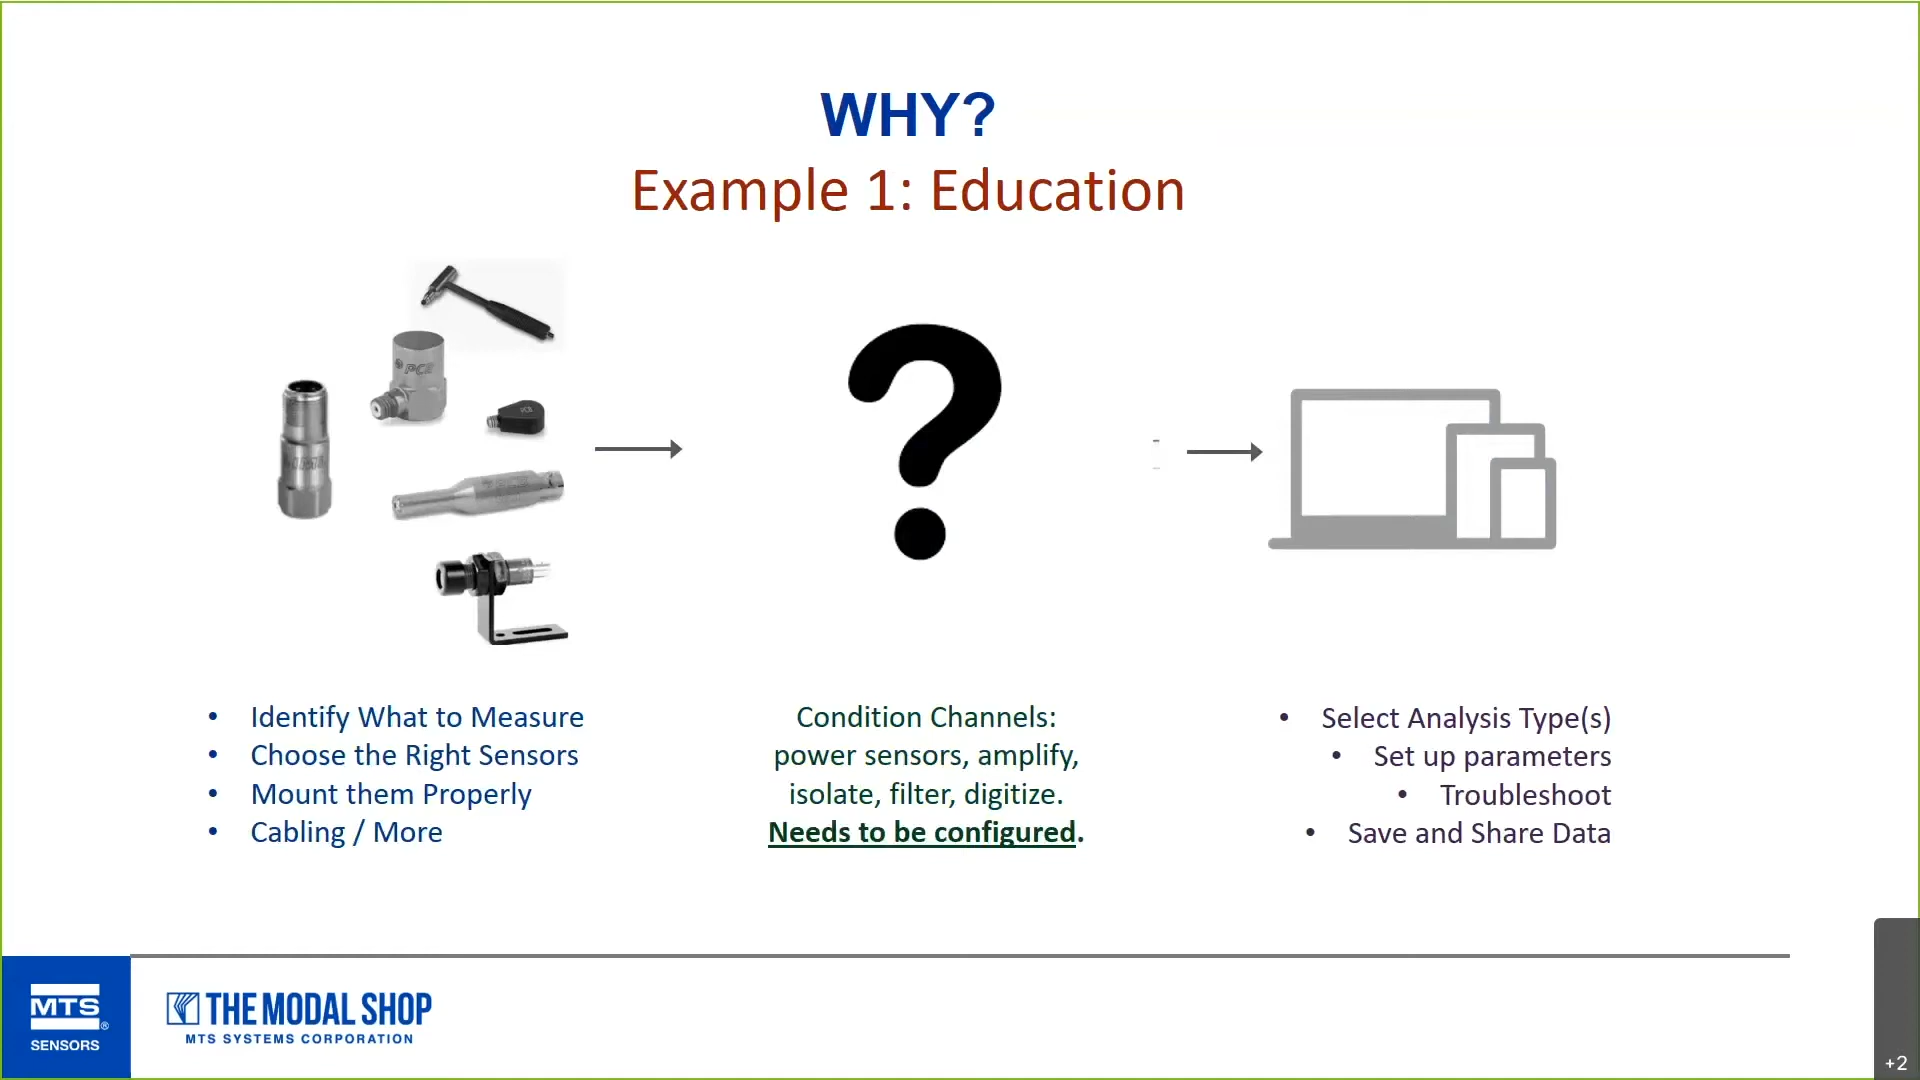 WHY?
Example 1: Education
PCB
• Identify What to Measure
• Choose the Right Sensors
• Mount them Properly
• Cabling / More
Condition Channels:
power sensors, amplify,
isolate, filter, digitize.
Needs to be configured.
• Select Analysis Type(s)
• Set up parameters
• Troubleshoot
• Save and Share Data
MTS®
SENSORS
THE MODAL SHOP
MTS SYSTEMS CORPORATION
+2